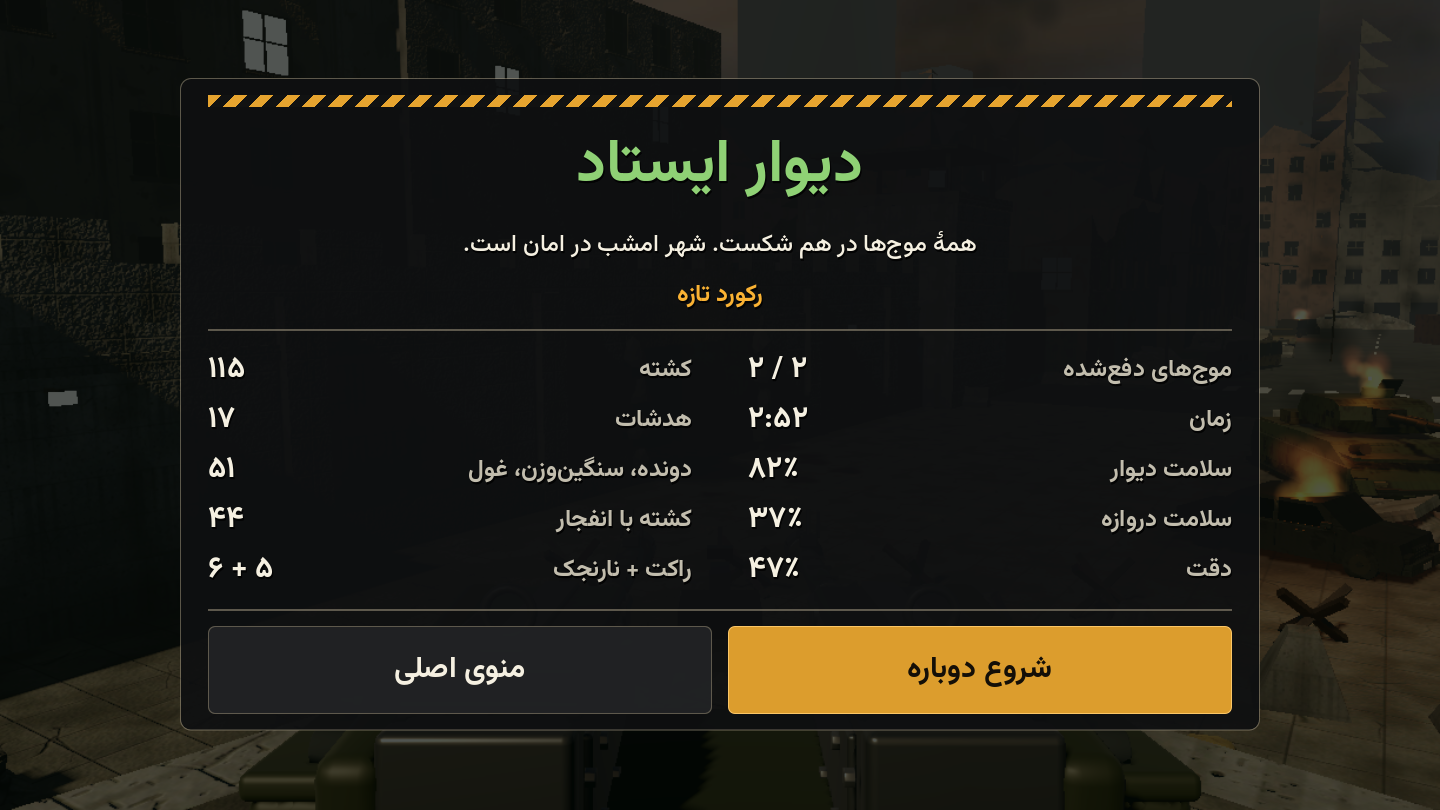 دیوار ایستاد
همهٔ موج‌ها در هم شکست. شهر امشب در امان است.
رکورد تازه
موج‌های دفع‌شده ۲ / ۲ کشته ۱۱۵
زمان ۲:۵۲ هدشات ۱۷
سلامت دیوار ۸۲٪ دونده، سنگین‌وزن، غول ۵۱
سلامت دروازه ۳۷٪ کشته با انفجار ۴۴
دقت ۴۷٪ راکت + نارنجک ۶ + ۵
شروع دوباره منوی اصلی